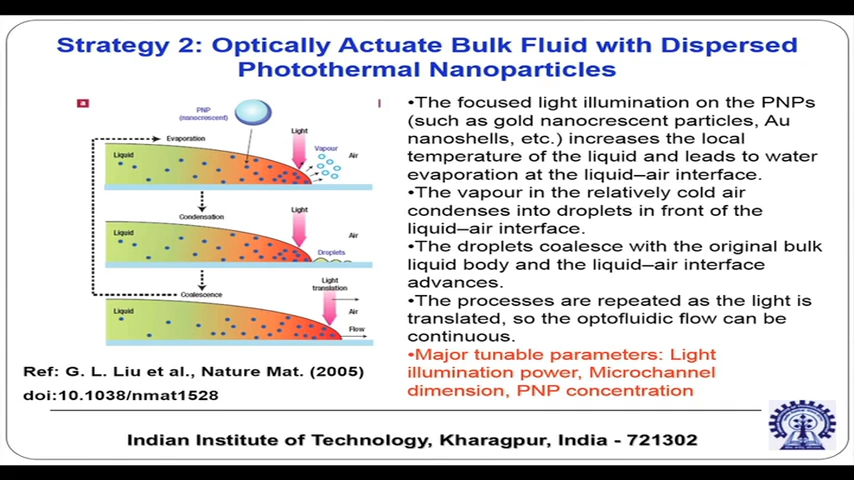 Strategy 2: Optically Actuate Bulk Fluid with Dispersed
Photothermal Nanoparticles
a
PNP
(nanocrescent)
Light
Evaporation
Vapour
Liquid
Air
Condensation
Light
Liquid
Air
Droplets
Coalescence
Light
translation
Liquid
Air
Flow
•The focused light illumination on the PNPs
(such as gold nanocrescent particles, Au
nanoshells, etc.) increases the local
temperature of the liquid and leads to water
evaporation at the liquid–air interface.
•The vapour in the relatively cold air
condenses into droplets in front of the
liquid–air interface.
•The droplets coalesce with the original bulk
liquid body and the liquid–air interface
advances.
•The processes are repeated as the light is
translated, so the optofluidic flow can be
continuous.
•Major tunable parameters: Light
illumination power, Microchannel
dimension, PNP concentration
Ref: G. L. Liu et al., Nature Mat. (2005)
doi:10.1038/nmat1528
Indian Institute of Technology, Kharagpur, India - 721302